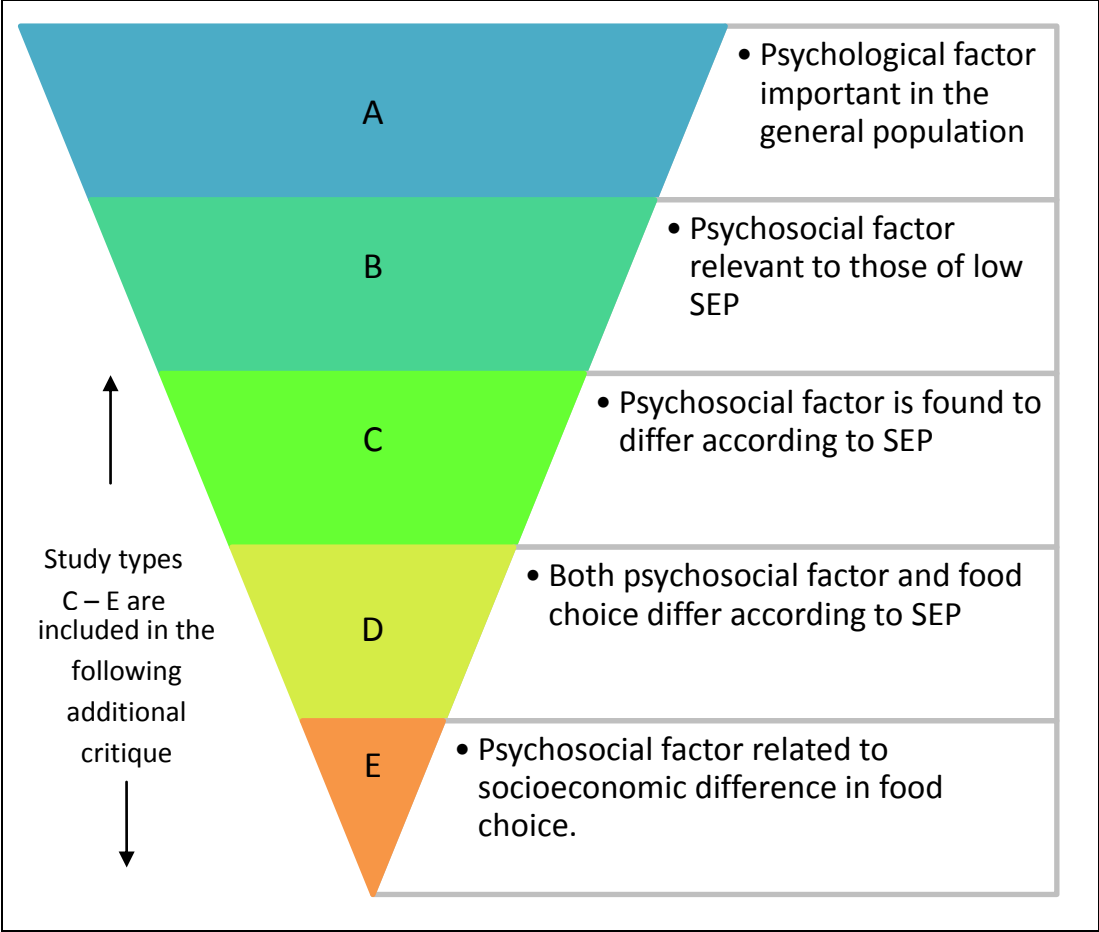 A
• Psychological factor
important in the
general population
B
• Psychosocial factor
relevant to those of low
SEP
C
• Psychosocial factor is found to
differ according to SEP
D
• Both psychosocial factor and food
choice differ according to SEP
E
• Psychosocial factor related to
socioeconomic difference in food
choice.
Study types
C – E are
included in the
following
additional
critique